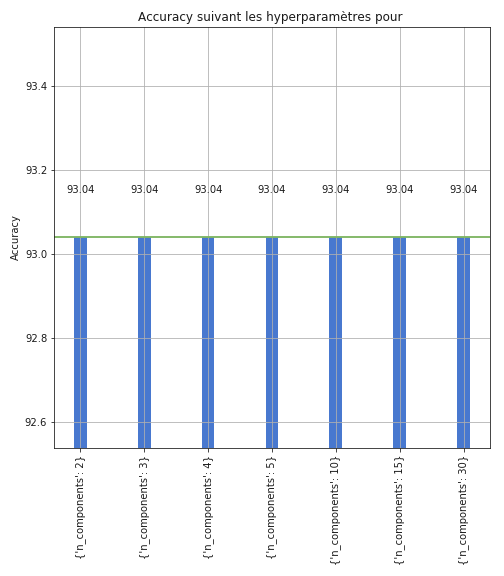 Accuracy suivant les hyperparamètres pour
Accuracy
93.4
93.2
93.0
92.8
92.6
93.04 93.04 93.04 93.04 93.04 93.04 93.04
{'n_components': 2}
{'n_components': 3}
{'n_components': 4}
{'n_components': 5}
{'n_components': 10}
{'n_components': 15}
{'n_components': 30}